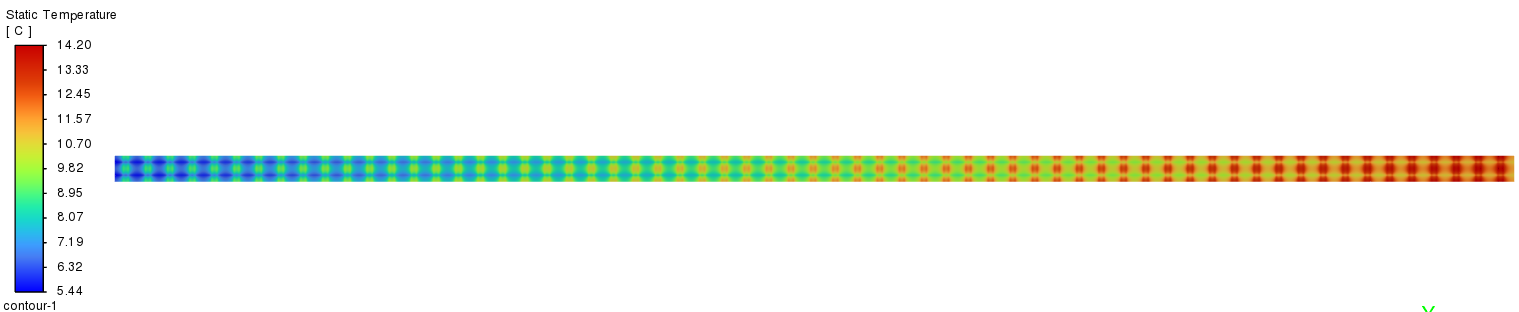 Static Temperature
[ C ]
14.20
13.33
12.45
11.57
10.70
9.82
8.95
8.07
7.19
6.32
5.44
contour-1
Y